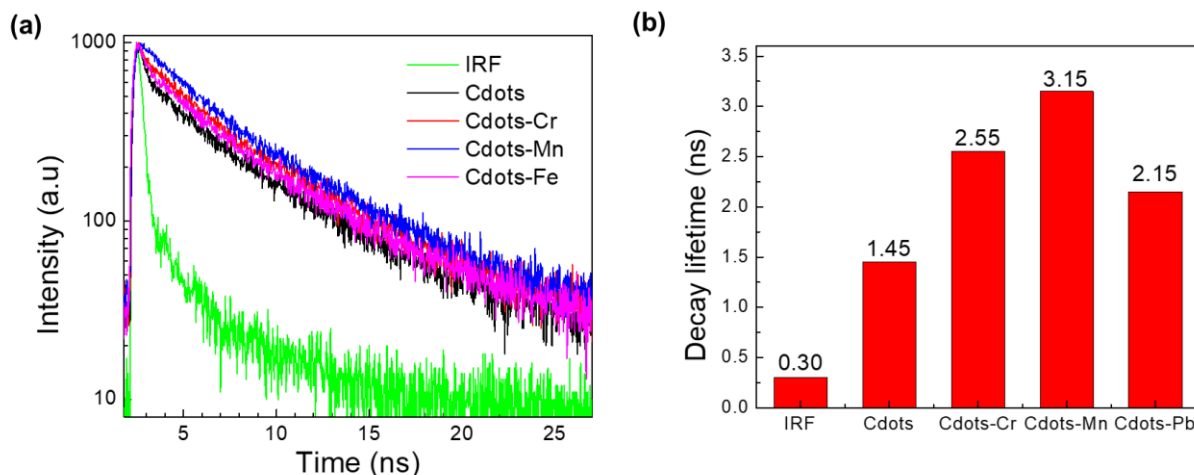 (a)
1000
100
10
Intensity (a.u)
IRF
Cdots
Cdots-Cr
Cdots-Mn
Cdots-Fe
5 10 15 20 25
Time (ns)
(b)
3.5
3.0
2.5
2.0
1.5
1.0
0.5
0.0
Decay lifetime (ns)
0.30
1.45
2.55
3.15
2.15
IRF Cdots Cdots-Cr Cdots-Mn Cdots-Pb